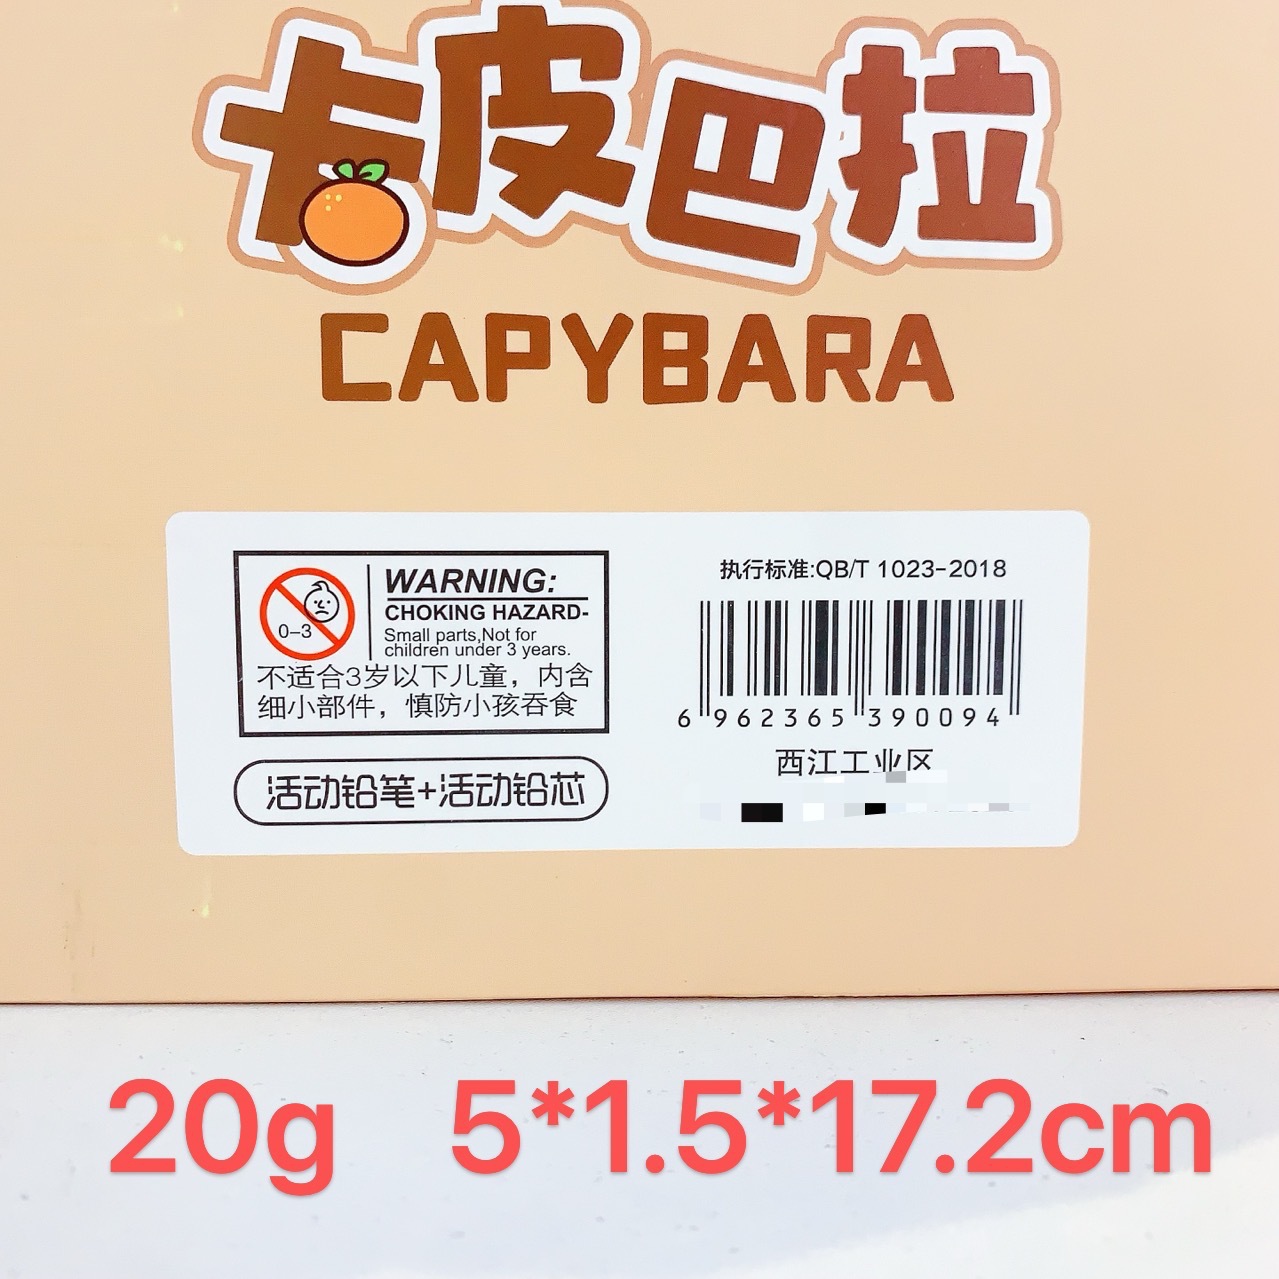 卡皮巴拉
CAPYBARA
WARNING:
CHOKING HAZARD-
Small parts,Not for
children under 3 years.
0-3
不适合3岁以下儿童，内含
细小部件，慎防小孩吞食
活动铅笔+活动铅芯
执行标准:QB/T 1023-2018
6 962365 390094
西江工业区
20g 5*1.5*17.2cm